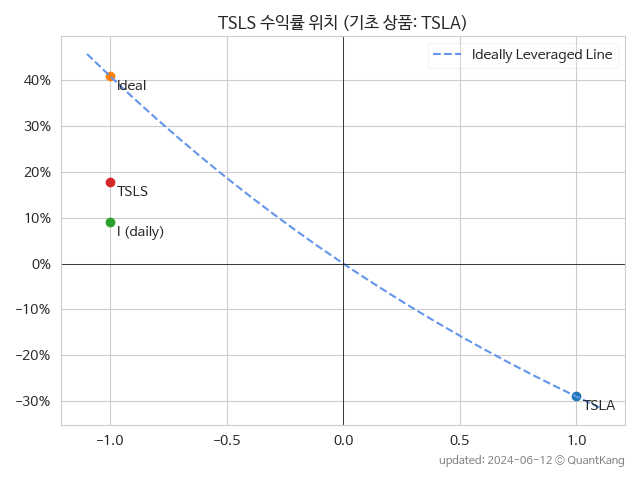 TSLS 수익률 위치 (기초 상품: TSLA)
Ideally Leveraged Line
40%
Ideal
30%
20%
TSLS
10%
I (daily)
0%
−10%
−20%
−30%
TSLA
−1.0 −0.5 0.0 0.5 1.0
updated: 2024-06-12 © QuantKang